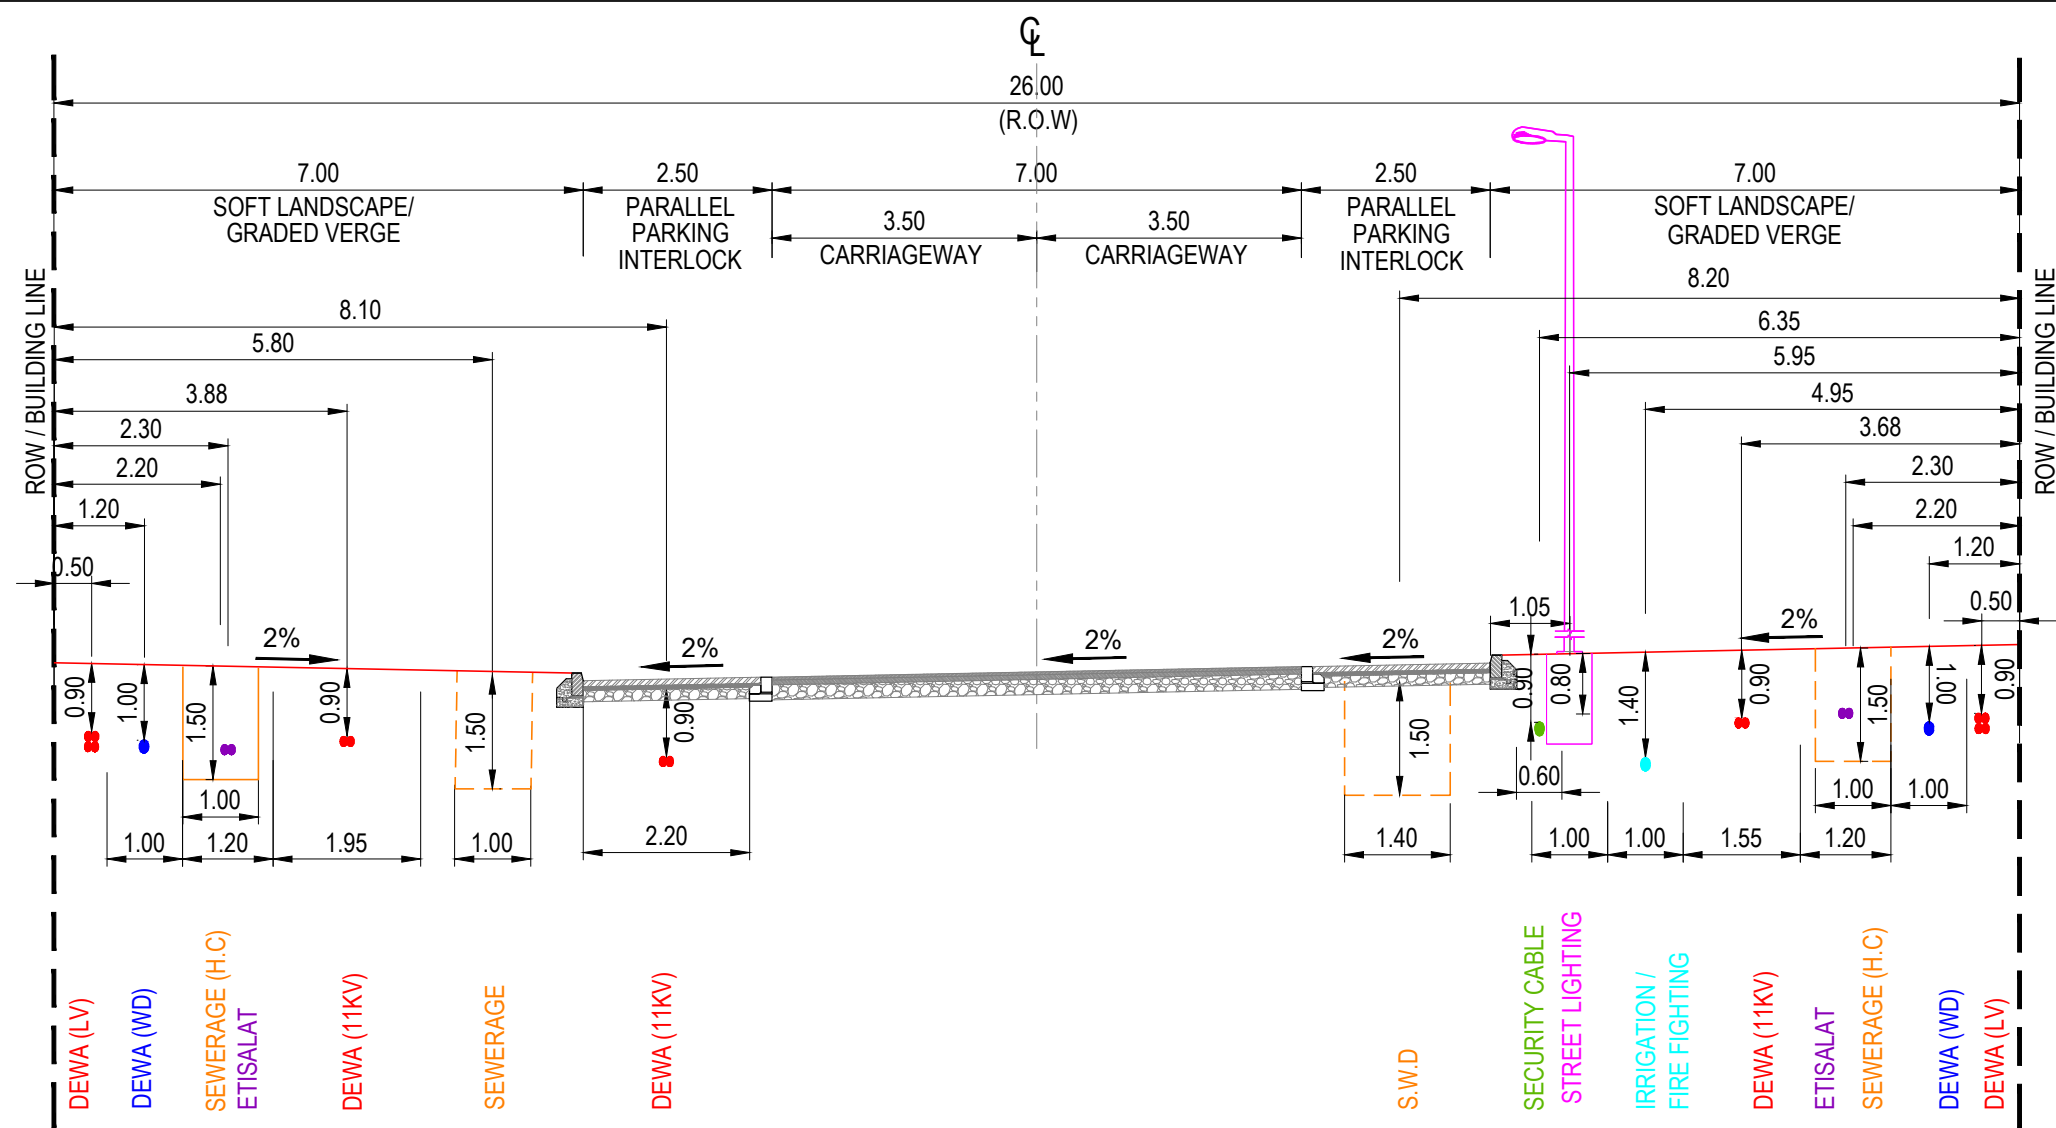 ℄
26.00
(R.O.W)
7.00
2.50
7.00
2.50
7.00
SOFT LANDSCAPE/
GRADED VERGE
PARALLEL
PARKING
INTERLOCK
3.50
CARRIAGEWAY
3.50
CARRIAGEWAY
PARALLEL
PARKING
INTERLOCK
SOFT LANDSCAPE/
GRADED VERGE
ROW / BUILDING LINE
ROW / BUILDING LINE
8.10
5.80
3.88
2.30
2.20
1.20
0.50
8.20
6.35
5.95
4.95
3.68
2.30
2.20
1.20
0.50
1.05
2%
2%
2%
2%
2%
0.90
1.00
1.50
0.90
1.50
0.90
1.50
0.90
0.80
1.40
0.90
1.50
1.00
0.90
1.00
0.60
1.00
1.00
1.00
1.20
1.95
1.00
2.20
1.40
1.00
1.00
1.55
1.20
DEWA (LV)
DEWA (WD)
SEWERAGE (H.C)
ETISALAT
DEWA (11KV)
SEWERAGE
DEWA (11KV)
S.W.D
SECURITY CABLE
STREET LIGHTING
IRRIGATION /
FIRE FIGHTING
DEWA (11KV)
ETISALAT
SEWERAGE (H.C)
DEWA (WD)
DEWA (LV)